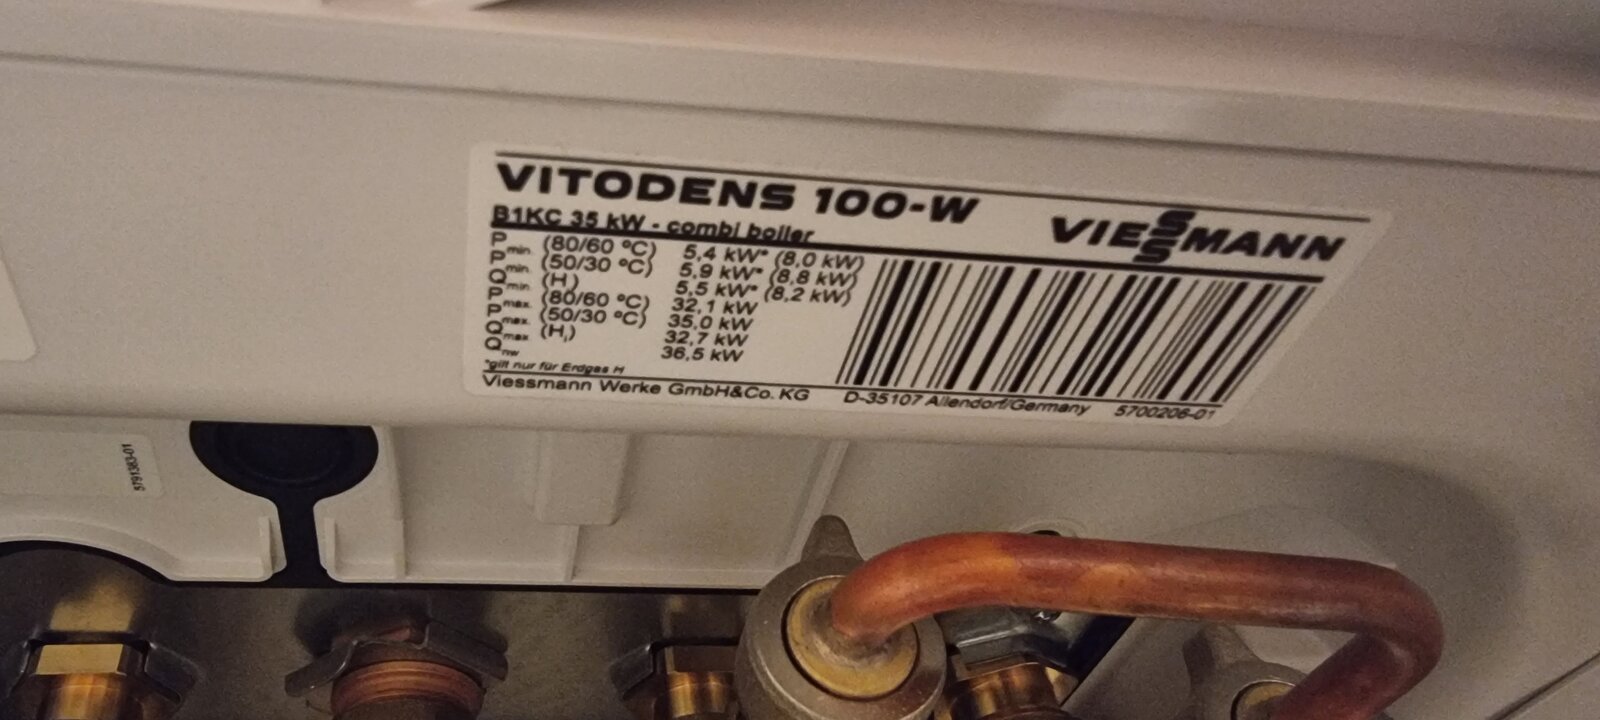 VITODENS 100-W
VIESSMANN
B1KC 35 kW - combi boiler
Pmin. (80/60 °C) 5,4 kW* (8,0 kW)
Pmin. (50/30 °C) 5,9 kW* (8,8 kW)
Qmin. (H) 5,5 kW* (8,2 kW)
Pmax. (80/60 °C) 32,1 kW
Pmax. (50/30 °C) 35,0 kW
Qmax (Hi) 32,7 kW
Qnw 36,5 kW
*gilt nur für Erdgas H
Viessmann Werke GmbH&Co. KG D-35107 Allendorf/Germany 5700206-01
5791363-01